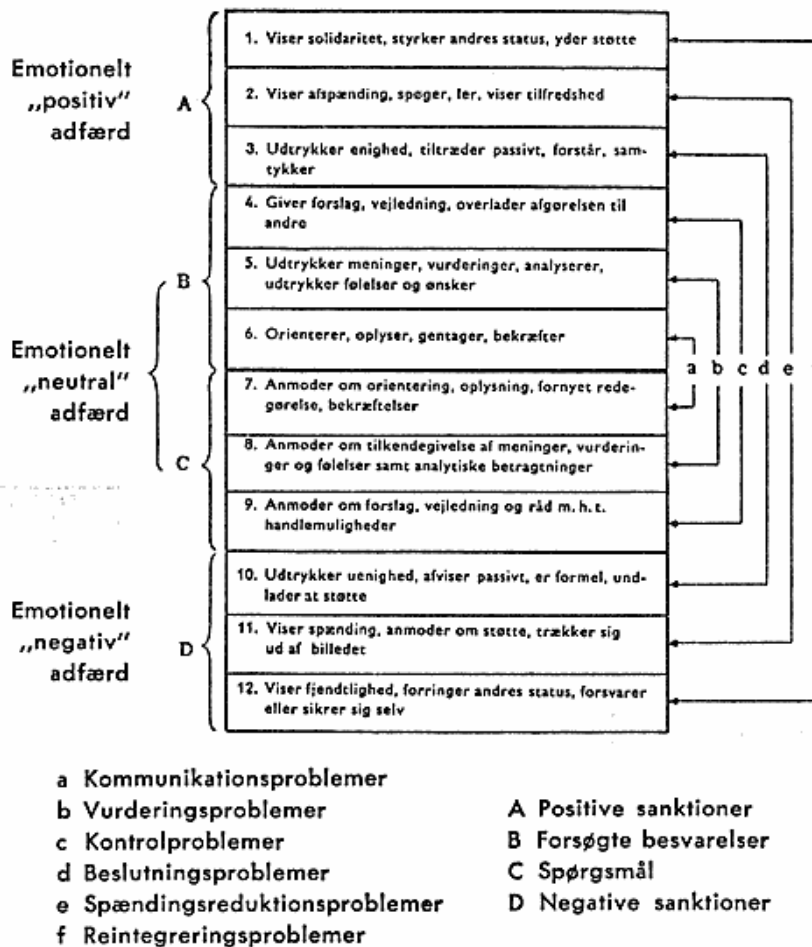 Emotionelt
„positiv"
adfærd
A
1. Viser solidaritet, styrker andres status, yder støtte
2. Viser afspænding, spøger, ler, viser tilfredshed
3. Udtrykker enighed, tiltræder passivt, forstår, sam-
tykker
Emotionelt
„neutral"
adfærd
B
C
4. Giver forslag, vejledning, overlader afgørelsen til
andre
5. Udtrykker meninger, vurderinger, analyserer,
udtrykker følelser og ønsker
6. Orienterer, oplyser, gentager, bekræfter
7. Anmoder om orientering, oplysning, fornyet rede-
gørelse, bekræftelser
8. Anmoder om tilkendegivelse af meninger, vurderin-
ger og følelser samt analytiske betragtninger
9. Anmoder om forslag, vejledning og råd m. h. t.
handlemuligheder
a b c d e
Emotionelt
„negativ"
adfærd
D
10. Udtrykker uenighed, afviser passivt, er formel, und-
lader at støtte
11. Viser spænding, anmoder om støtte, trækker sig
ud af billedet
12. Viser fjendtlighed, forringer andres status, forsvarer
eller sikrer sig selv
a Kommunikationsproblemer
b Vurderingsproblemer
c Kontrolproblemer
d Beslutningsproblemer
e Spændingsreduktionsproblemer
f Reintegreringsproblemer
A Positive sanktioner
B Forsøgte besvarelser
C Spørgsmål
D Negative sanktioner